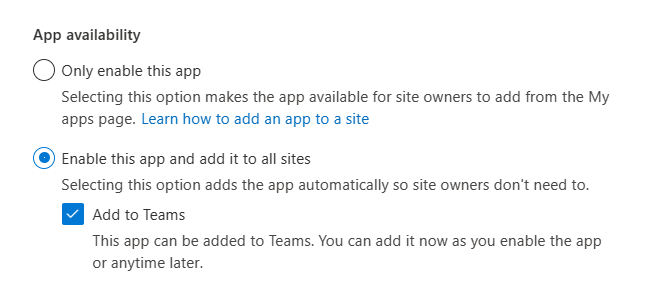 App availability
Only enable this app
Selecting this option makes the app available for site owners to add from the My
apps page. Learn how to add an app to a site
Enable this app and add it to all sites
Selecting this option adds the app automatically so site owners don't need to.
Add to Teams
This app can be added to Teams. You can add it now as you enable the app
or anytime later.